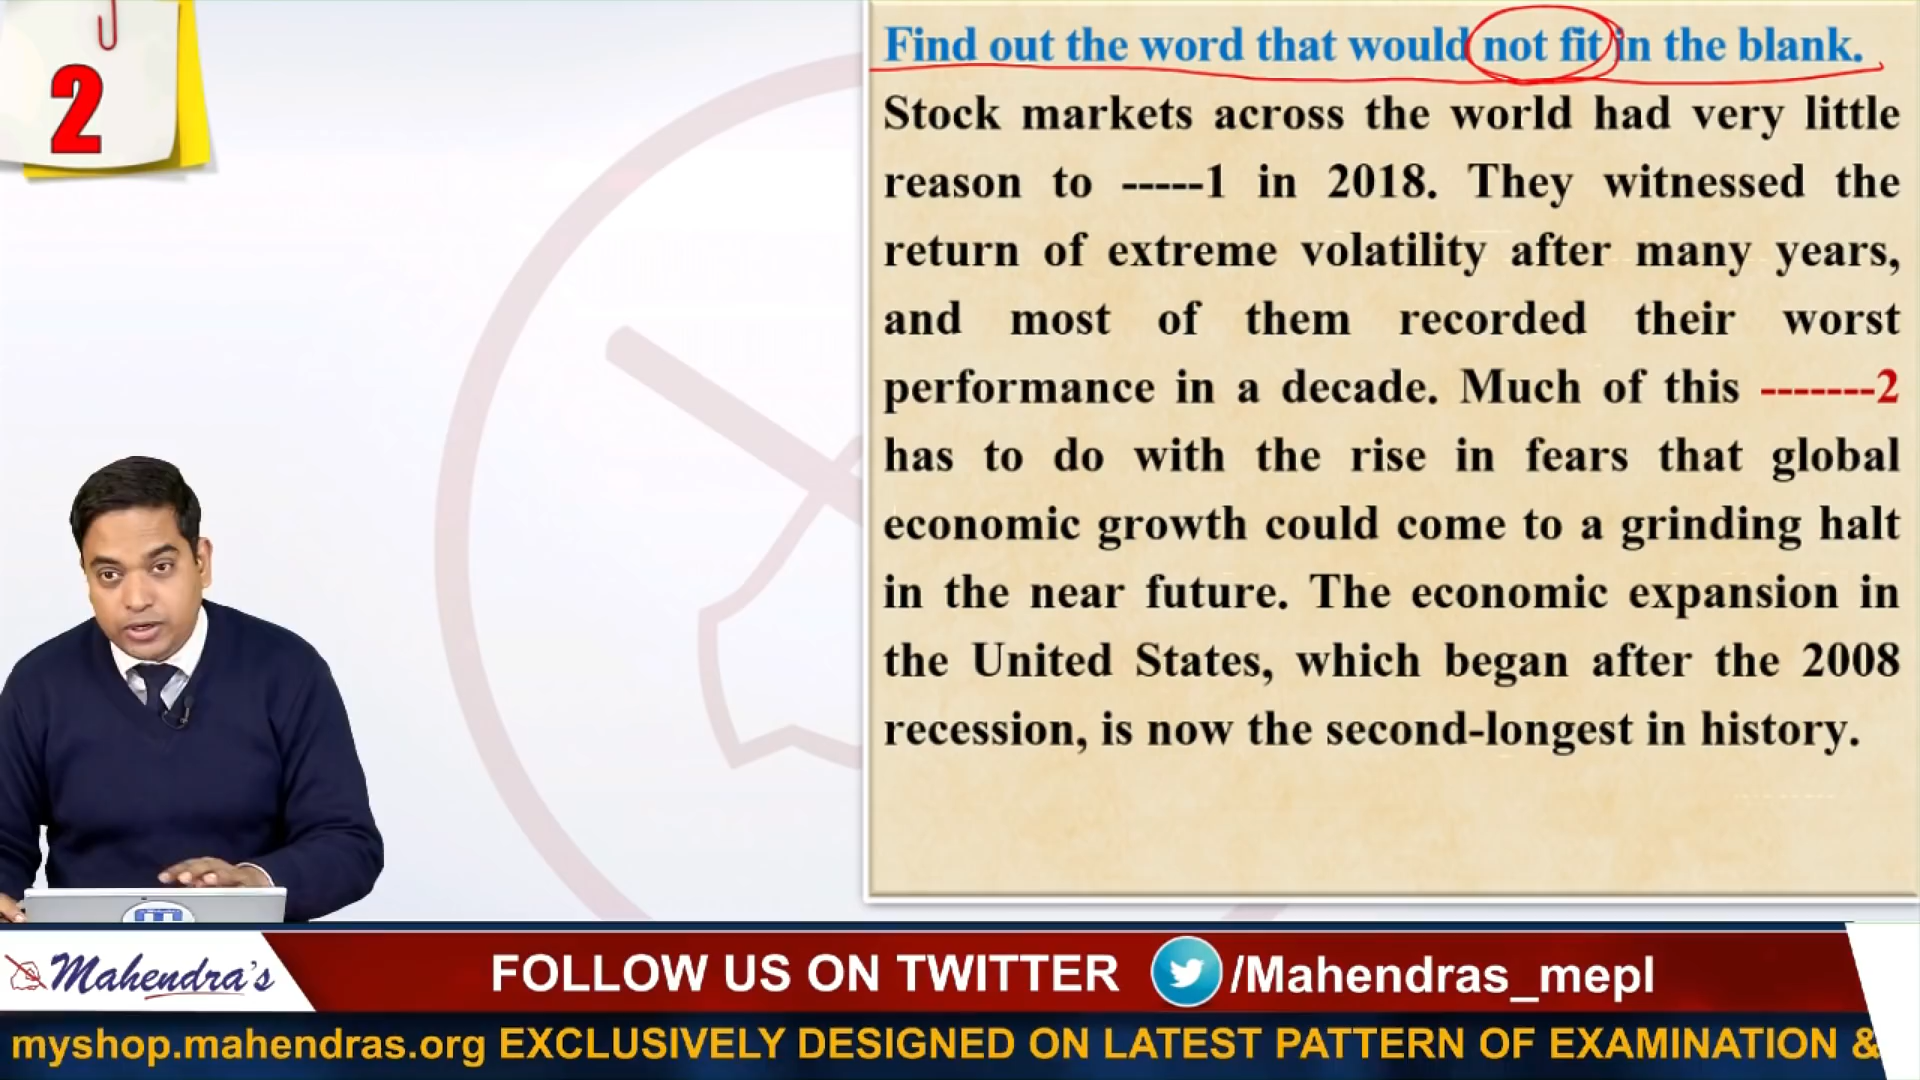 2
Find out the word that would not fit in the blank.
Stock markets across the world had very little
reason to -----1 in 2018. They witnessed the
return of extreme volatility after many years,
and most of them recorded their worst
performance in a decade. Much of this -------2
has to do with the rise in fears that global
economic growth could come to a grinding halt
in the near future. The economic expansion in
the United States, which began after the 2008
recession, is now the second-longest in history.
Mahendra's
FOLLOW US ON TWITTER /Mahendras_mepl
myshop.mahendras.org EXCLUSIVELY DESIGNED ON LATEST PATTERN OF EXAMINATION &